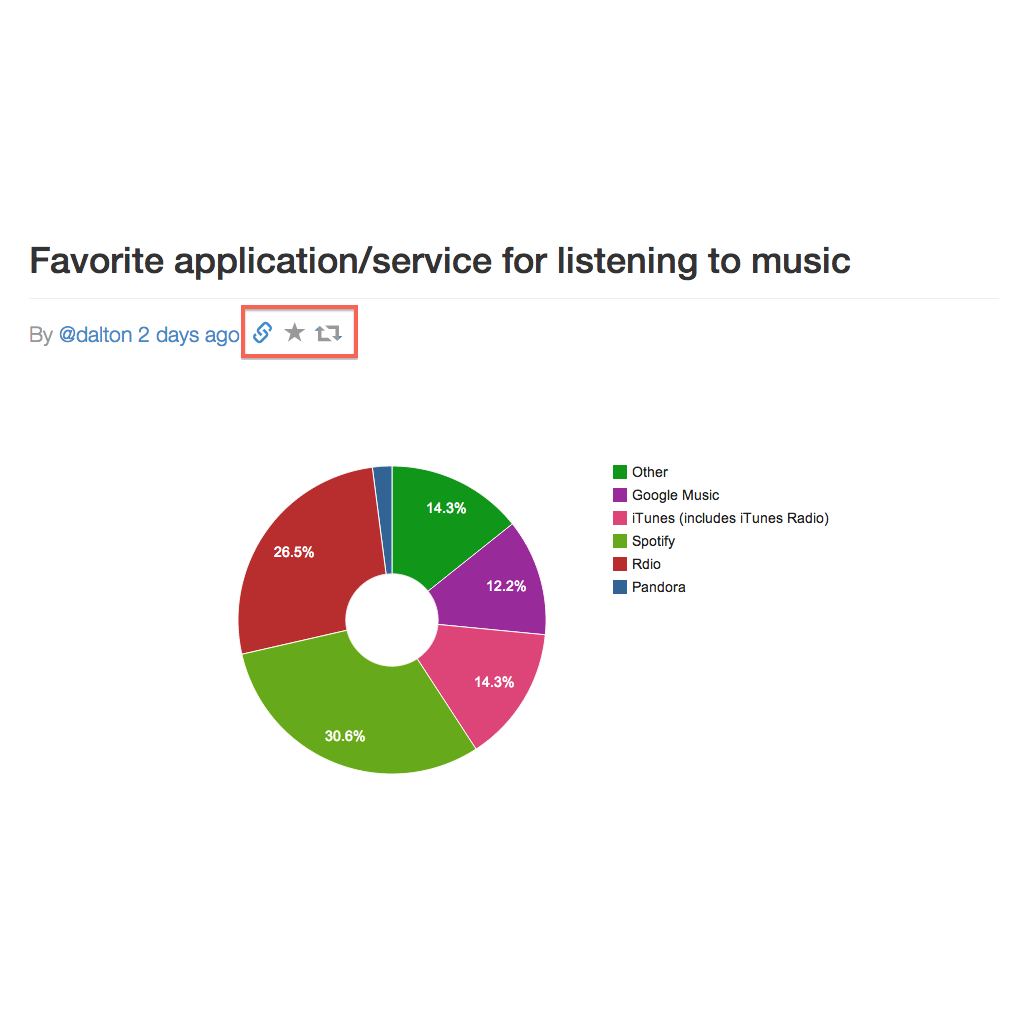 Favorite application/service for listening to music
By @dalton 2 days ago
Other
Google Music
iTunes (includes iTunes Radio)
Spotify
Rdio
Pandora
14.3%
26.5%
12.2%
14.3%
30.6%